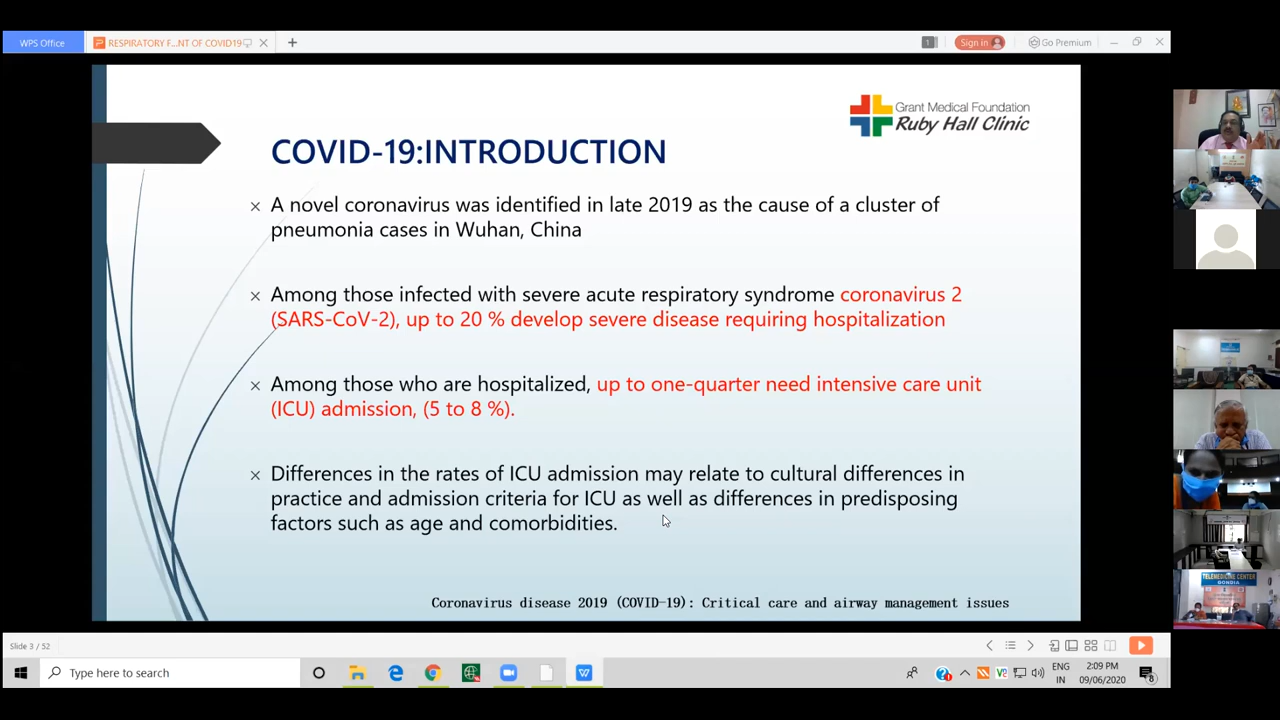 WPS Office
RESPIRATORY F...NT OF COVID19
1
Sign in
Go Premium
Grant Medical Foundation
Ruby Hall Clinic
COVID-19:INTRODUCTION
A novel coronavirus was identified in late 2019 as the cause of a cluster of
pneumonia cases in Wuhan, China
Among those infected with severe acute respiratory syndrome coronavirus 2
(SARS-CoV-2), up to 20 % develop severe disease requiring hospitalization
Among those who are hospitalized, up to one-quarter need intensive care unit
(ICU) admission, (5 to 8 %).
Differences in the rates of ICU admission may relate to cultural differences in
practice and admission criteria for ICU as well as differences in predisposing
factors such as age and comorbidities.
Coronavirus disease 2019 (COVID-19): Critical care and airway management issues
TELEMEDICINE CENTER
GONDIA
Slide 3 / 52
Type here to search
ENG
IN
2:09 PM
09/06/2020
8